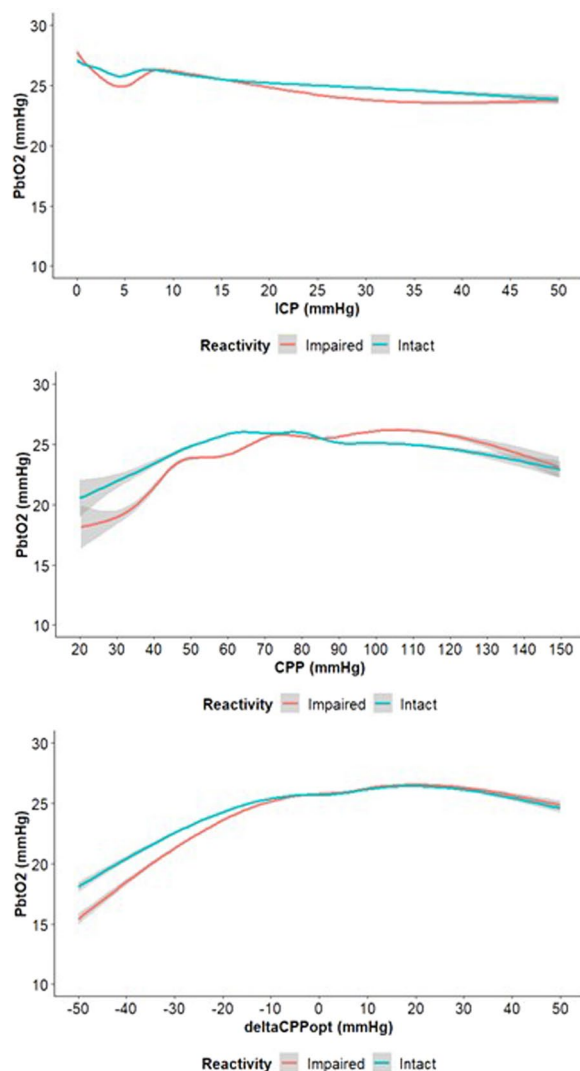 30
25
20
15
10
PbtO2 (mmHg)
0 5 10 15 20 25 30 35 40 45 50
ICP (mmHg)
Reactivity Impaired Intact
30
25
20
15
10
PbtO2 (mmHg)
20 30 40 50 60 70 80 90 100 110 120 130 140 150
CPP (mmHg)
Reactivity Impaired Intact
30
25
20
15
10
PbtO2 (mmHg)
-50 -40 -30 -20 -10 0 10 20 30 40 50
deltaCPPopt (mmHg)
Reactivity Impaired Intact